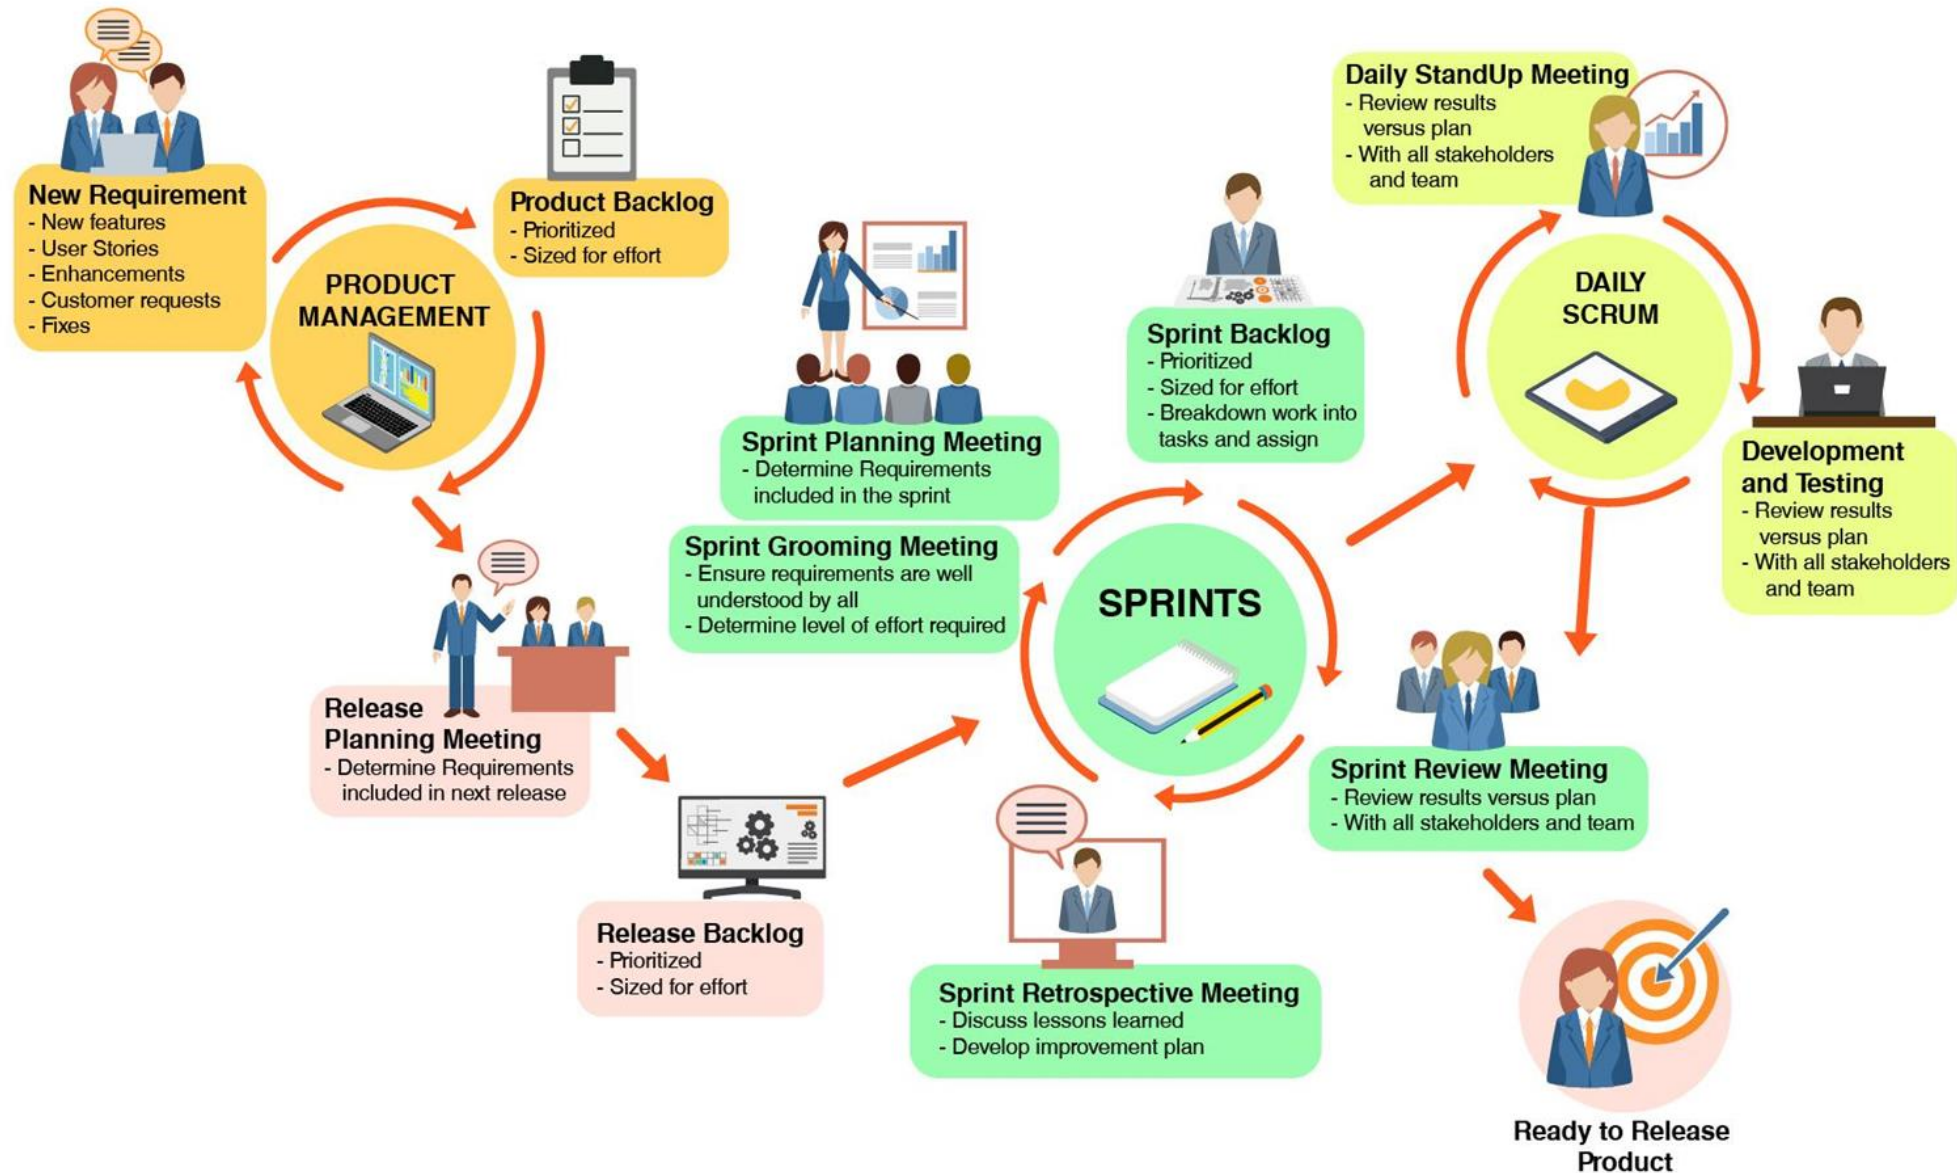 New Requirement
- New features
- User Stories
- Enhancements
- Customer requests
- Fixes
PRODUCT
MANAGEMENT
Product Backlog
- Prioritized
- Sized for effort
Release
Planning Meeting
- Determine Requirements
included in next release
Release Backlog
- Prioritized
- Sized for effort
Sprint Planning Meeting
- Determine Requirements
included in the sprint
Sprint Grooming Meeting
- Ensure requirements are well
understood by all
- Determine level of effort required
SPRINTS
Sprint Backlog
- Prioritized
- Sized for effort
- Breakdown work into
tasks and assign
Daily StandUp Meeting
- Review results
versus plan
- With all stakeholders
and team
DAILY
SCRUM
Development
and Testing
- Review results
versus plan
- With all stakeholders
and team
Sprint Review Meeting
- Review results versus plan
- With all stakeholders and team
Sprint Retrospective Meeting
- Discuss lessons learned
- Develop improvement plan
Ready to Release
Product